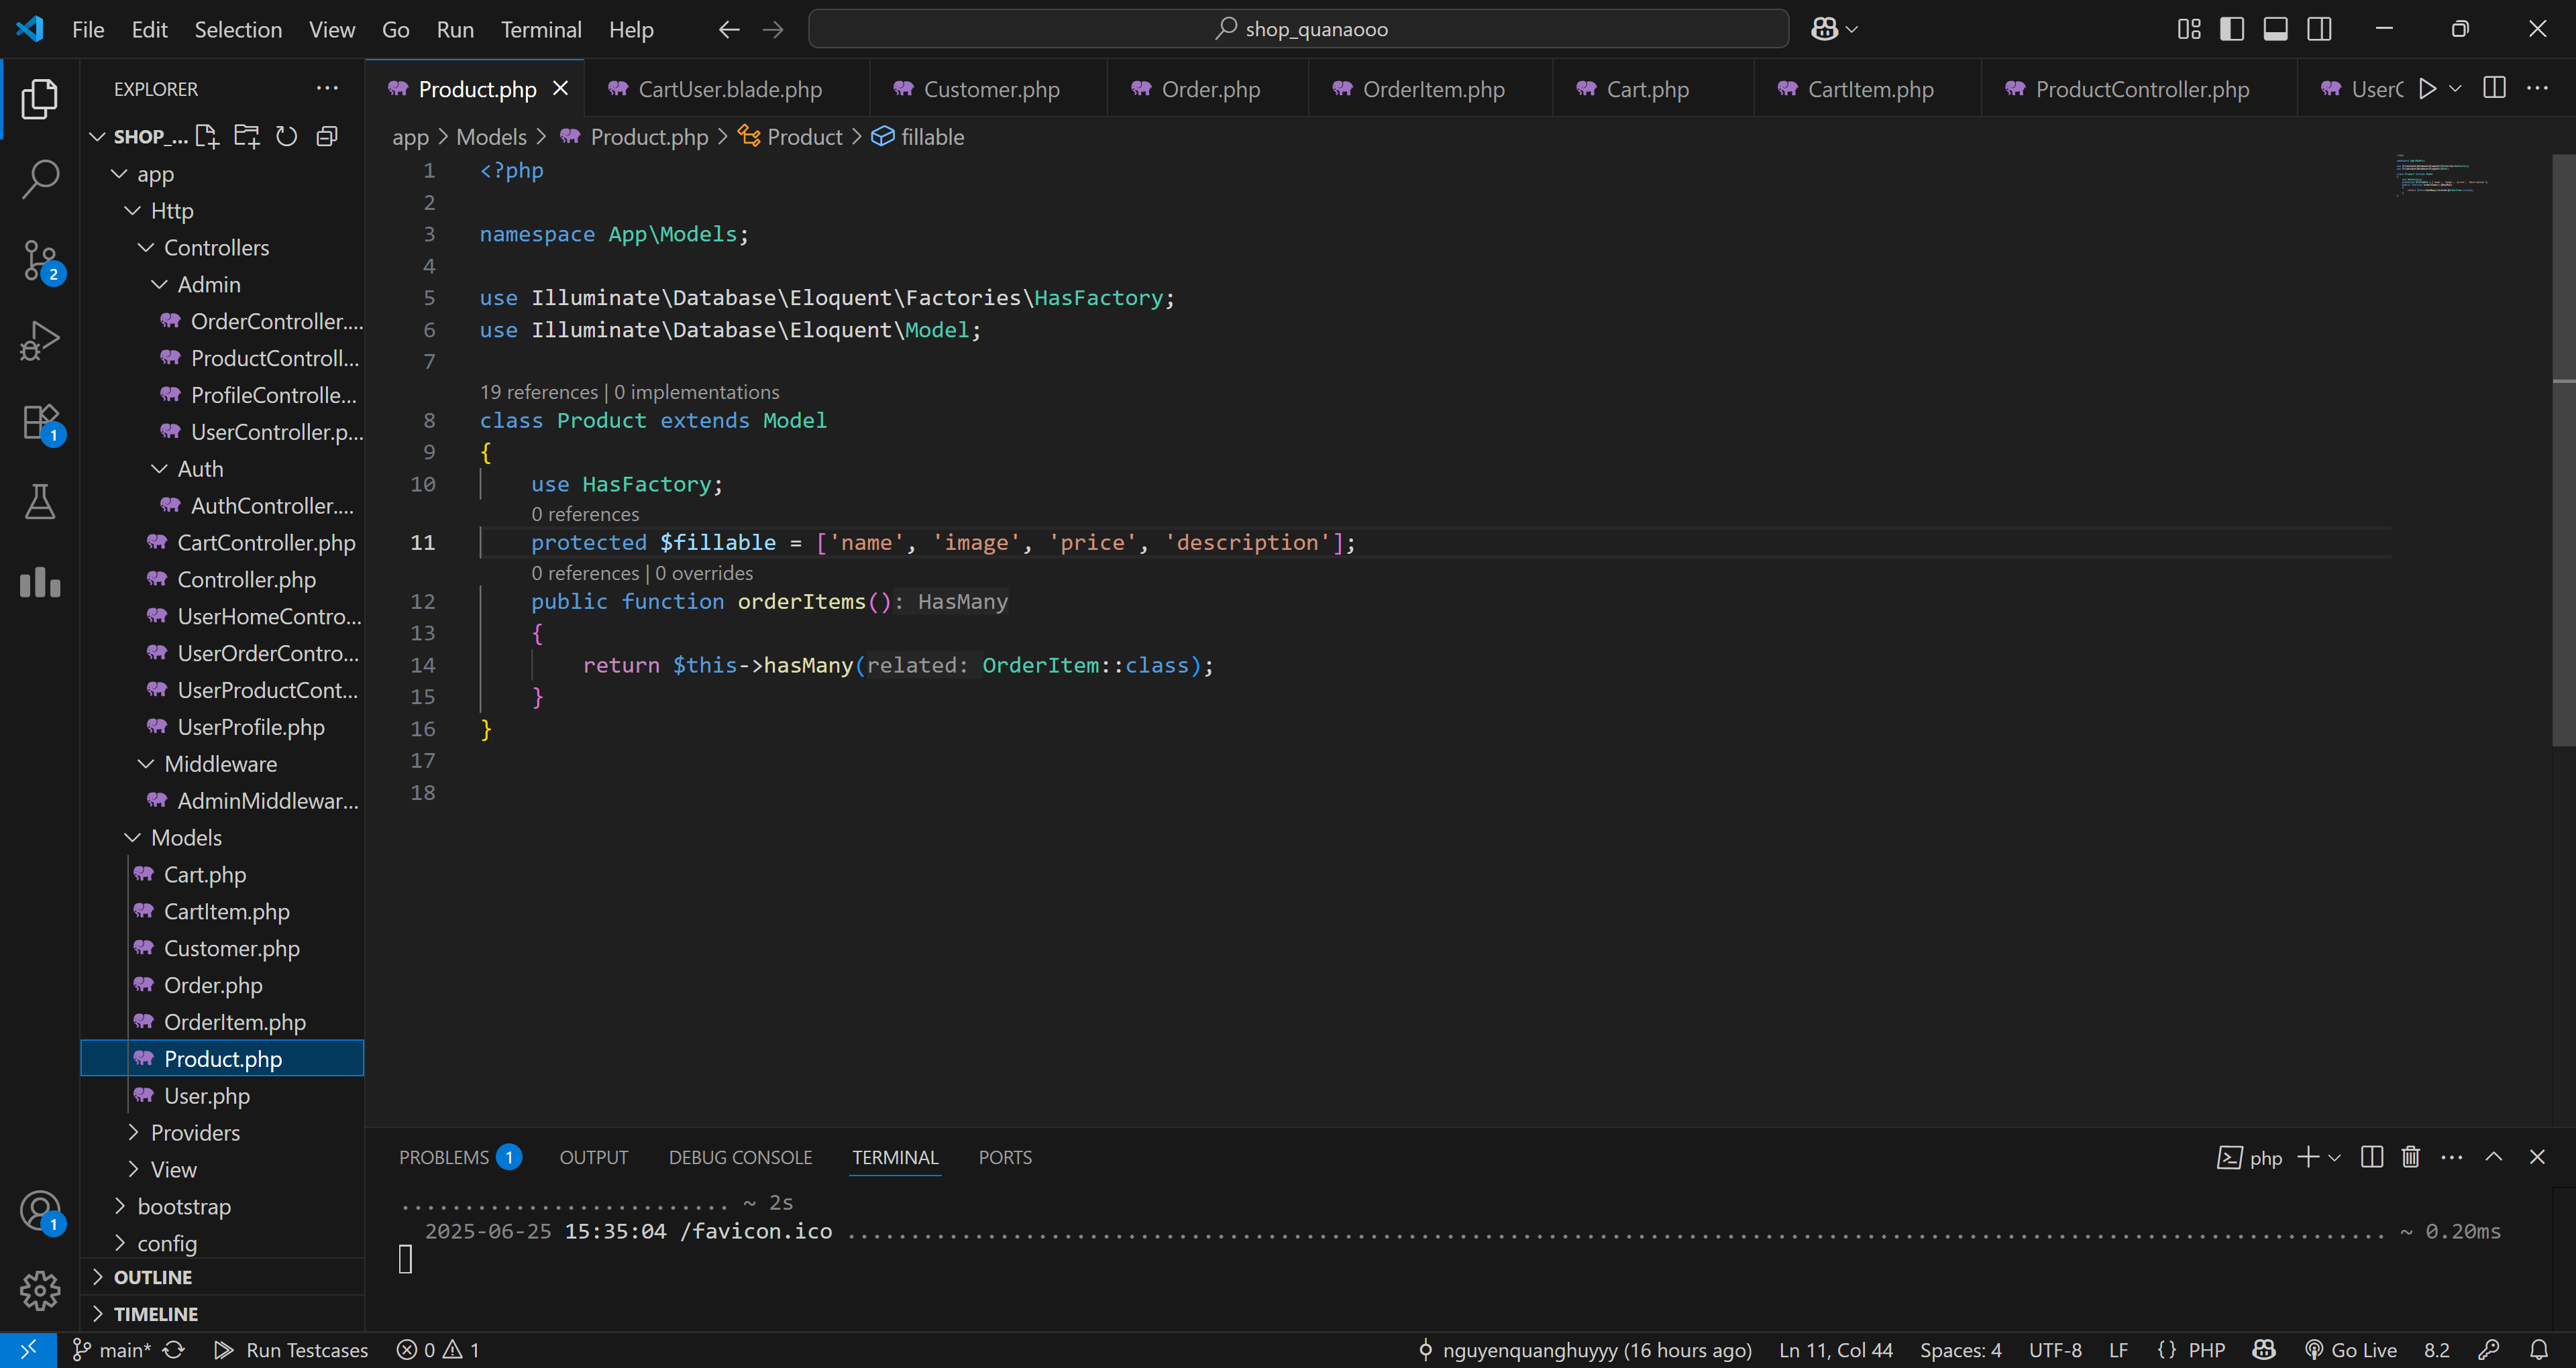 File Edit Selection View Go Run Terminal Help shop_quanaooo
EXPLORER
SHOP_...
app
Http
Controllers
Admin
OrderController....
ProductControll...
ProfileControlle...
UserController.p...
Auth
AuthController....
CartController.php
Controller.php
UserHomeContro...
UserOrderContro...
UserProductCont...
UserProfile.php
Middleware
AdminMiddlewar...
Models
Cart.php
CartItem.php
Customer.php
Order.php
OrderItem.php
Product.php
User.php
Providers
View
bootstrap
config
OUTLINE
TIMELINE
2
1
1
Product.php CartUser.blade.php Customer.php Order.php OrderItem.php Cart.php CartItem.php ProductController.php UserC
app > Models > Product.php > Product > fillable
1 <?php
2
3 namespace App\Models;
4
5 use Illuminate\Database\Eloquent\Factories\HasFactory;
6 use Illuminate\Database\Eloquent\Model;
7
19 references | 0 implementations
8 class Product extends Model
9 {
10 use HasFactory;
0 references
11 protected $fillable = ['name', 'image', 'price', 'description'];
0 references | 0 overrides
12 public function orderItems(): HasMany
13 {
14 return $this->hasMany(related: OrderItem::class);
15 }
16 }
17
18
PROBLEMS 1 OUTPUT DEBUG CONSOLE TERMINAL PORTS php
......................... ~ 2s
2025-06-25 15:35:04 /favicon.ico ........................................ ~ 0.20ms
main* Run Testcases 0 1 nguyenquanghuyyy (16 hours ago) Ln 11, Col 44 Spaces: 4 UTF-8 LF {} PHP Go Live 8.2